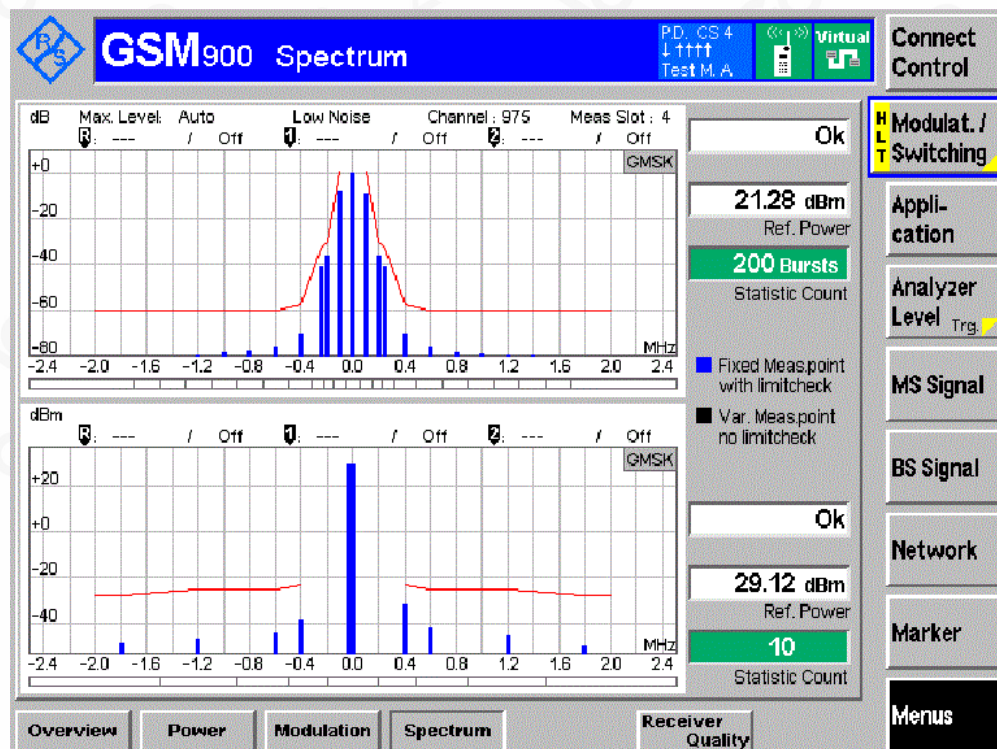 R/S GSM900 Spectrum PD. CS 4 Virtual Connect
↓ ↑↑↑↑ Control
Test M. A
dB Max. Level: Auto Low Noise Channel : 975 Meas Slot : 4
R : --- / Off 1 : --- / Off 2 : --- / Off
GMSK
Ok
H L T Modulat. /
Switching
+0
-20
-40
-60
-80
MHz
-2.4 -2.0 -1.6 -1.2 -0.8 -0.4 0.0 0.4 0.8 1.2 1.6 2.0 2.4
21.28 dBm
Ref. Power
200 Bursts
Statistic Count
Appli-
cation
Analyzer
Level Trg.
Fixed Meas.point
with limitcheck
Var. Meas.point
no limitcheck
MS Signal
dBm
R : --- / Off 1 : --- / Off 2 : --- / Off
GMSK
+20
+0
-20
-40
MHz
-2.4 -2.0 -1.6 -1.2 -0.8 -0.4 0.0 0.4 0.8 1.2 1.6 2.0 2.4
Ok
29.12 dBm
Ref. Power
10
Statistic Count
BS Signal
Network
Marker
Menus
Overview Power Modulation Spectrum Receiver
Quality